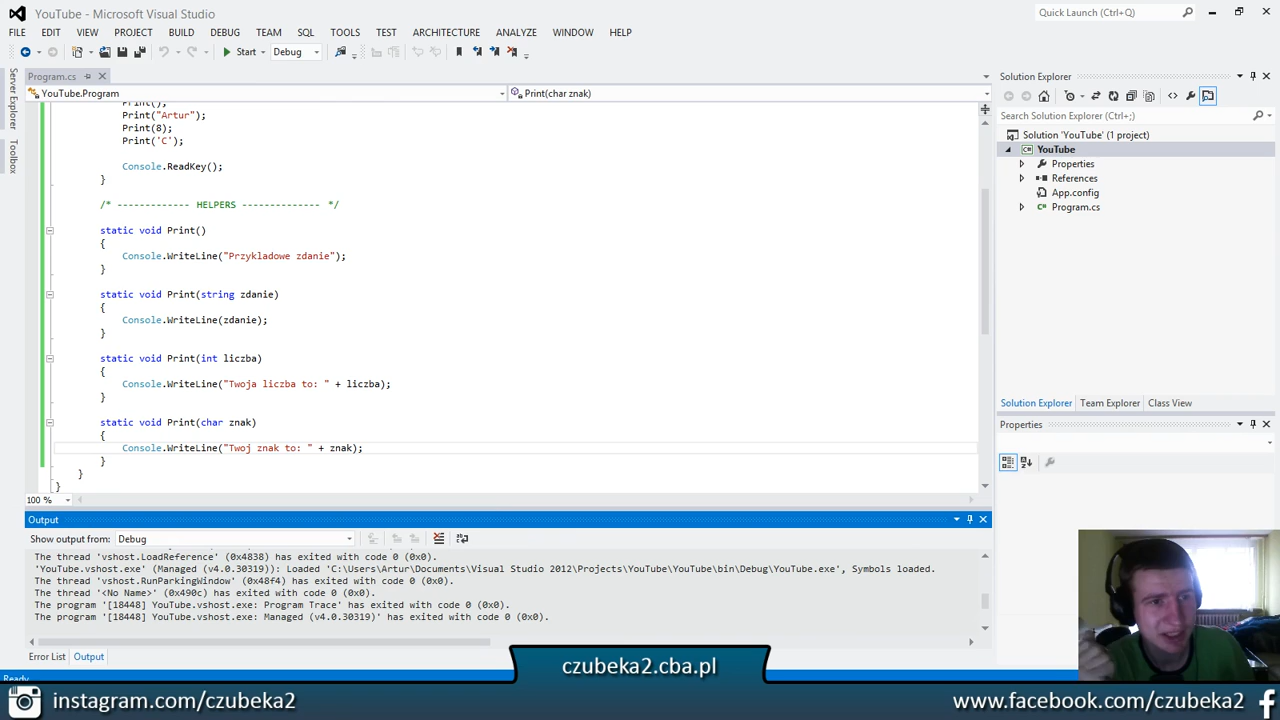 YouTube - Microsoft Visual Studio
Quick Launch (Ctrl+Q)
FILE EDIT VIEW PROJECT BUILD DEBUG TEAM SQL TOOLS TEST ARCHITECTURE ANALYZE WINDOW HELP
Start Debug
Server Explorer
Toolbox
Program.cs
YouTube.Program
Print(char znak)
Print();
Print("Artur");
Print(8);
Print('C');
Console.ReadKey();
}
/* ------------- HELPERS -------------- */
static void Print()
{
Console.WriteLine("Przykladowe zdanie");
}
static void Print(string zdanie)
{
Console.WriteLine(zdanie);
}
static void Print(int liczba)
{
Console.WriteLine("Twoja liczba to: " + liczba);
}
static void Print(char znak)
{
Console.WriteLine("Twoj znak to: " + znak);
}
}
}
100 %
Output
Show output from: Debug
The thread 'vshost.LoadReference' (0x4838) has exited with code 0 (0x0).
'YouTube.vshost.exe' (Managed (v4.0.30319)): Loaded 'C:\Users\Artur\Documents\Visual Studio 2012\Projects\YouTube\YouTube\bin\Debug\YouTube.exe', Symbols loaded.
The thread 'vshost.RunParkingWindow' (0x48f4) has exited with code 0 (0x0).
The thread '<No Name>' (0x490c) has exited with code 0 (0x0).
The program '[18448] YouTube.vshost.exe: Program Trace' has exited with code 0 (0x0).
The program '[18448] YouTube.vshost.exe: Managed (v4.0.30319)' has exited with code 0 (0x0).
Error List Output
Ready
Solution Explorer
Search Solution Explorer (Ctrl+;)
Solution 'YouTube' (1 project)
YouTube
Properties
References
App.config
Program.cs
Solution Explorer Team Explorer Class View
Properties
czubeka2.cba.pl
instagram.com/czubeka2
www.facebook.com/czubeka2